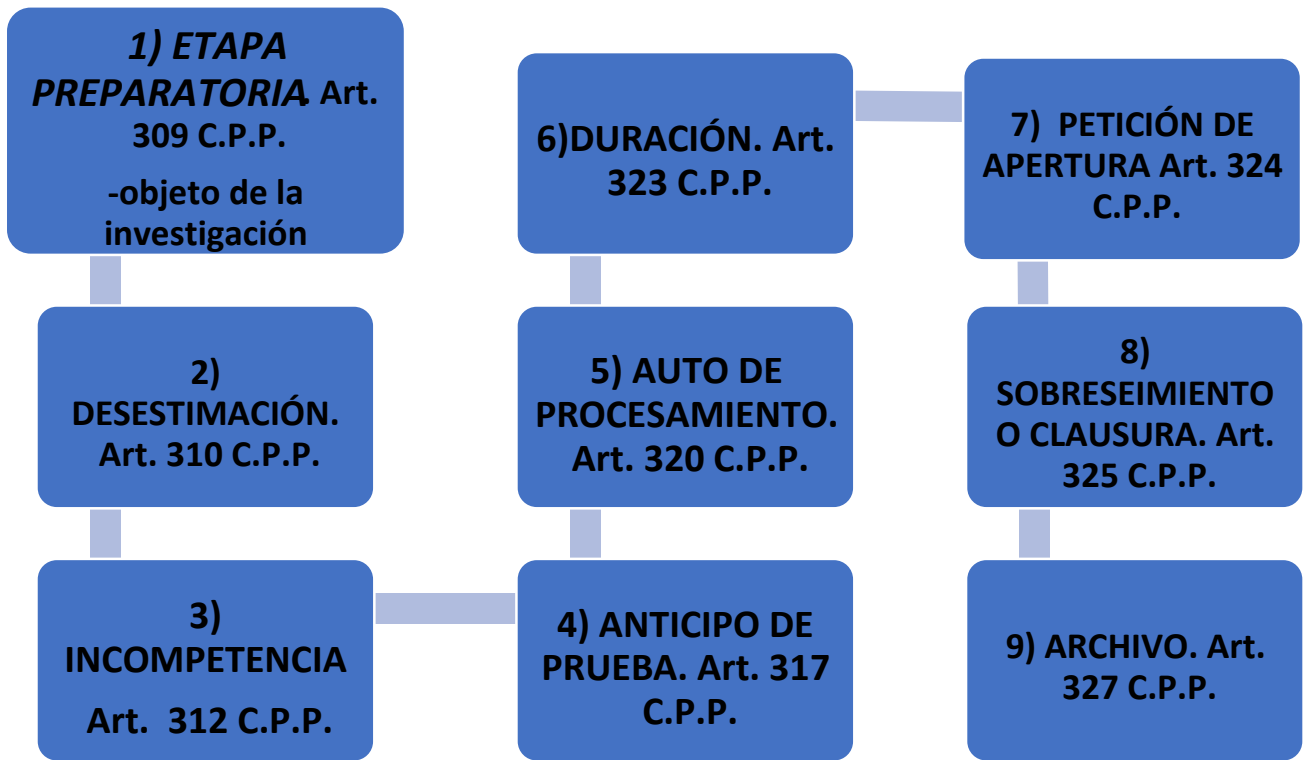 1) ETAPA
PREPARATORIA. Art.
309 C.P.P.
-objeto de la
investigación
2)
DESESTIMACIÓN.
Art. 310 C.P.P.
3)
INCOMPETENCIA
Art. 312 C.P.P.
4) ANTICIPO DE
PRUEBA. Art. 317
C.P.P.
5) AUTO DE
PROCESAMIENTO.
Art. 320 C.P.P.
6)DURACIÓN. Art.
323 C.P.P.
7) PETICIÓN DE
APERTURA Art. 324
C.P.P.
8)
SOBRESEIMIENTO
O CLAUSURA. Art.
325 C.P.P.
9) ARCHIVO. Art.
327 C.P.P.